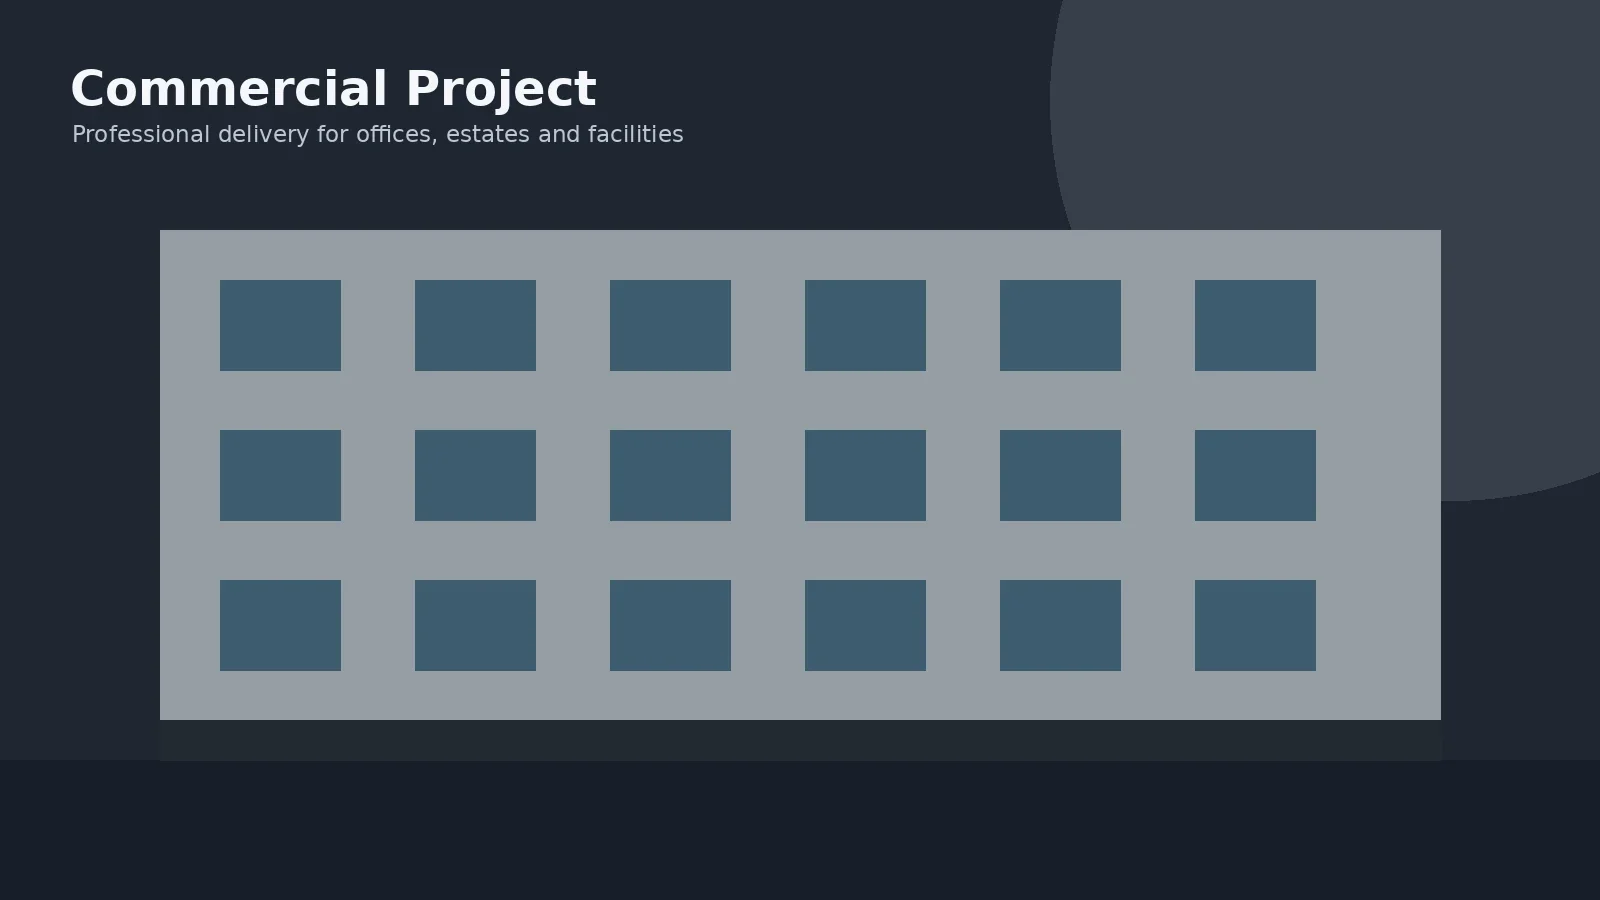 Commercial Project
Professional delivery for offices, estates and facilities